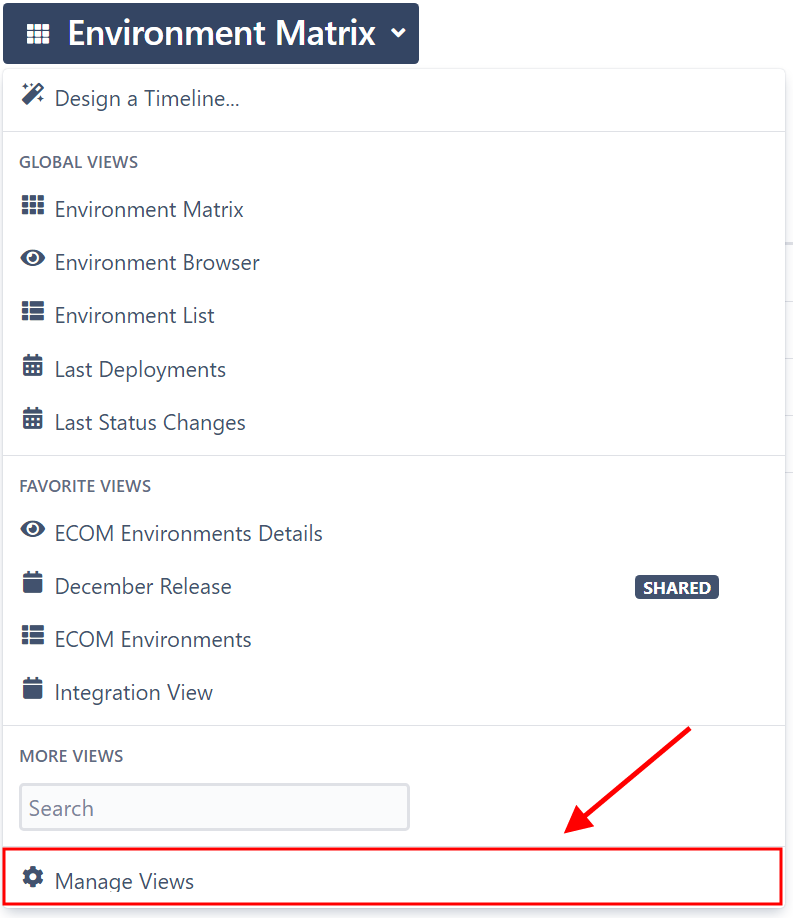 Environment Matrix
Design a Timeline...
GLOBAL VIEWS
Environment Matrix
Environment Browser
Environment List
Last Deployments
Last Status Changes
FAVORITE VIEWS
ECOM Environments Details
December Release SHARED
ECOM Environments
Integration View
MORE VIEWS
Search
Manage Views